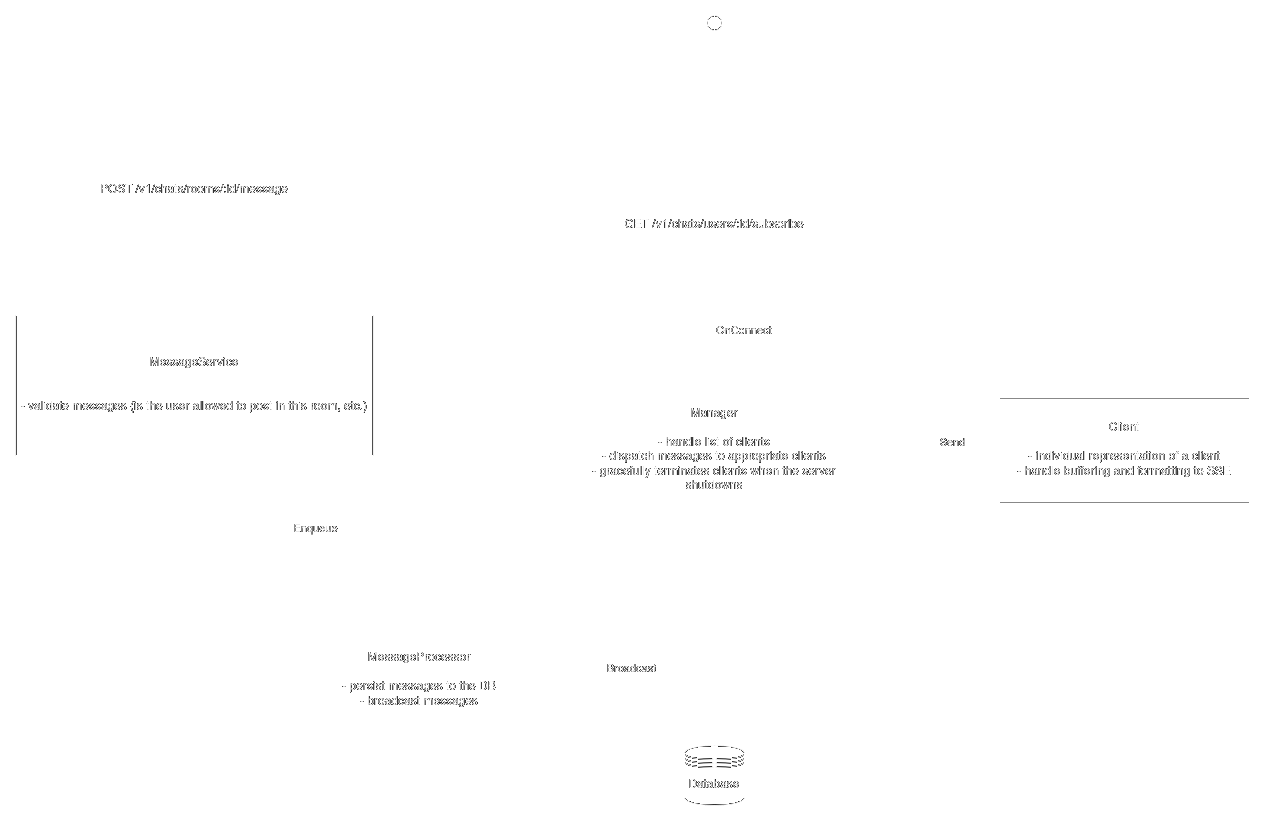 POST /v1/chats/rooms/:id/message
GET /v1/chats/users/:id/subscribe
OnConnect
MessageService
- validate messages (is the user allowed to post in this room, etc.)
Manager
- handle list of clients
- dispatch messages to appropriate clients
- gracefully terminates clients when the server
shutdowns
Send
Client
- individual representation of a client
- handle buffering and formatting to SSE.
Enqueue
MessageProcessor
- persist messages to the DB
- broadcast messages
Broadcast
Database